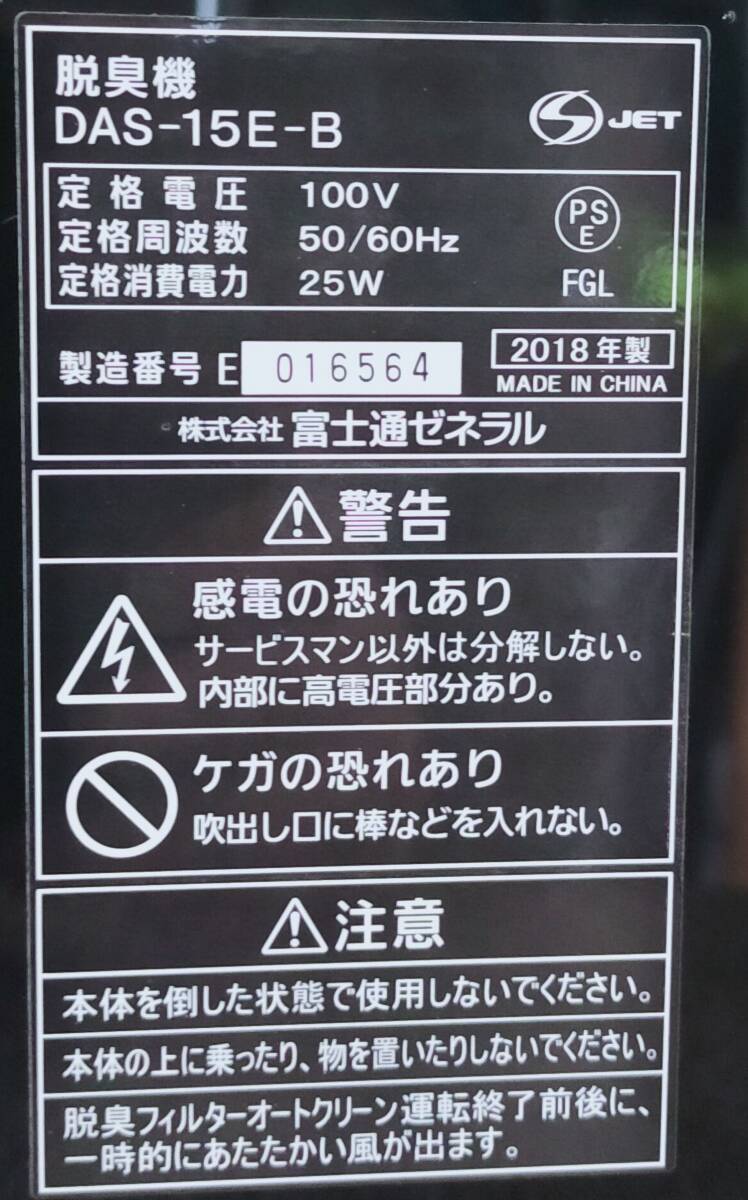 脱臭機
DAS-15E-B
S JET
定格電圧 100V
定格周波数 50/60Hz
定格消費電力 25W
PS
E
FGL
製造番号 E 016564
2018年製
MADE IN CHINA
株式会社 富士通ゼネラル
警告
感電の恐れあり
サービスマン以外は分解しない。
内部に高電圧部分あり。
ケガの恐れあり
吹出し口に棒などを入れない。
注意
本体を倒した状態で使用しないでください。
本体の上に乗ったり、物を置いたりしないでください。
脱臭フィルターオートクリーン運転終了前後に、
一時的にあたたかい風が出ます。